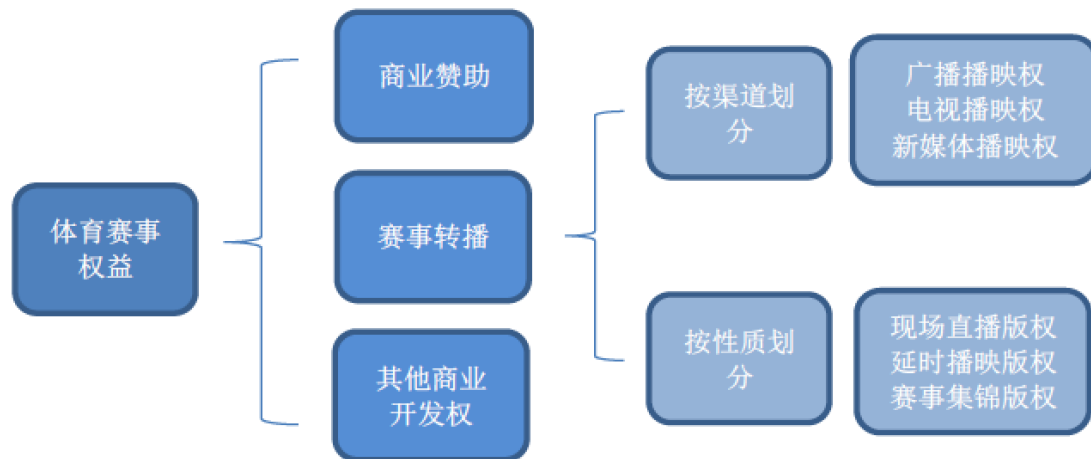 体育赛事
权益
商业赞助
赛事转播
其他商业
开发权
按渠道划
分
广播播映权
电视播映权
新媒体播映权
按性质划
分
现场直播版权
延时播映版权
赛事集锦版权